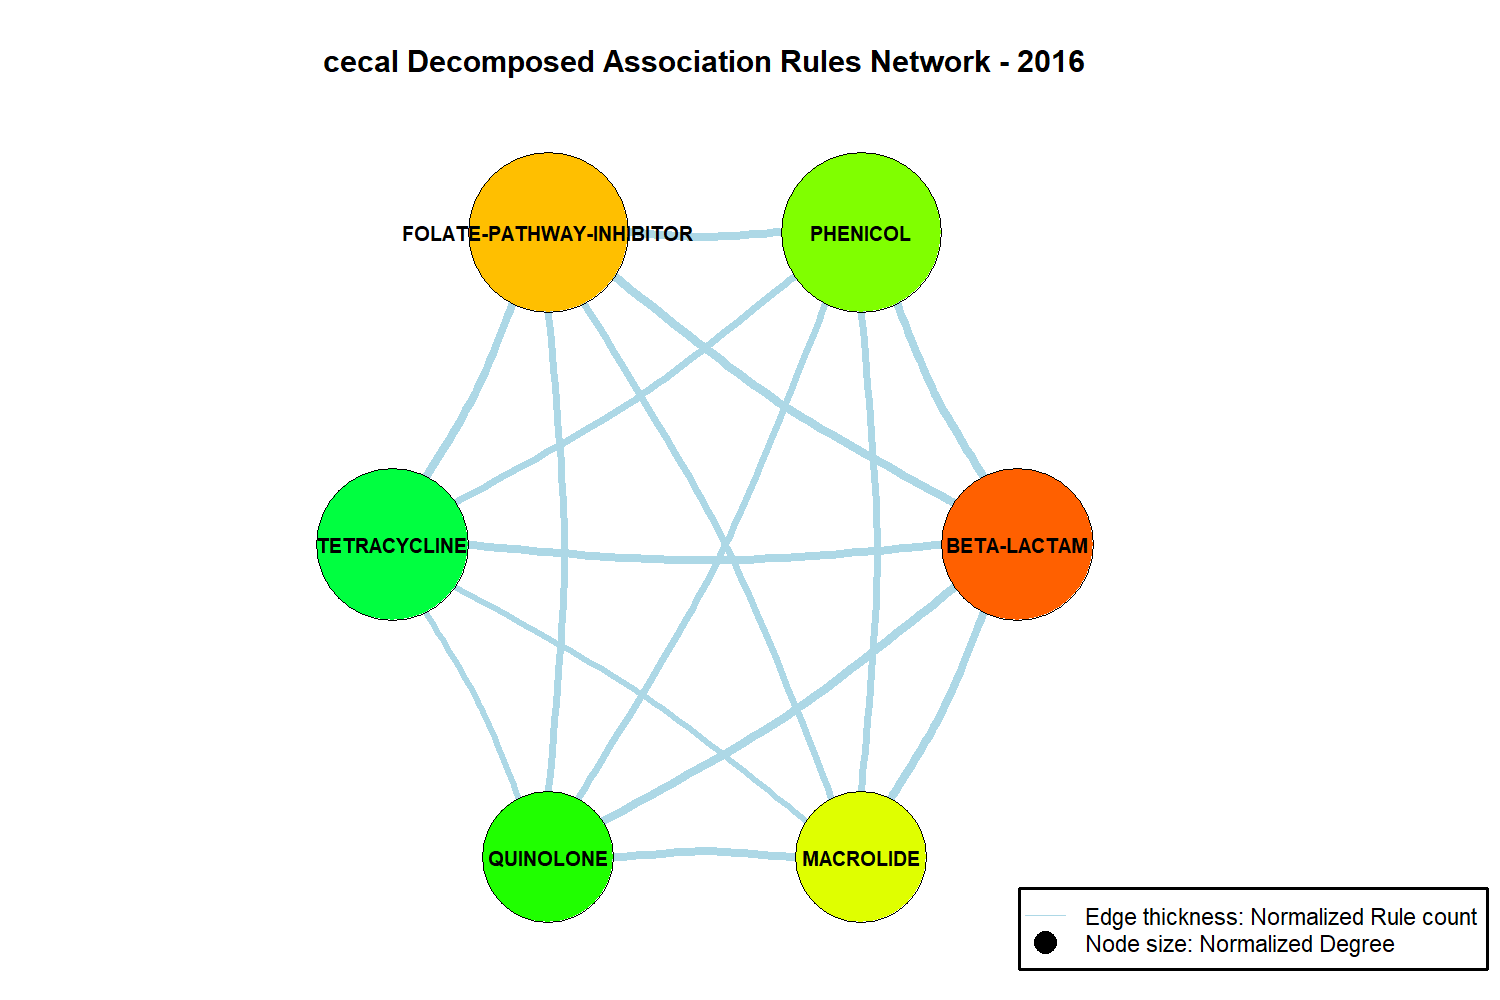 cecal Decomposed Association Rules Network - 2016
FOLATE-PATHWAY-INHIBITOR
PHENICOL
TETRACYCLINE
BETA-LACTAM
QUINOLONE
MACROLIDE
Edge thickness: Normalized Rule count
Node size: Normalized Degree